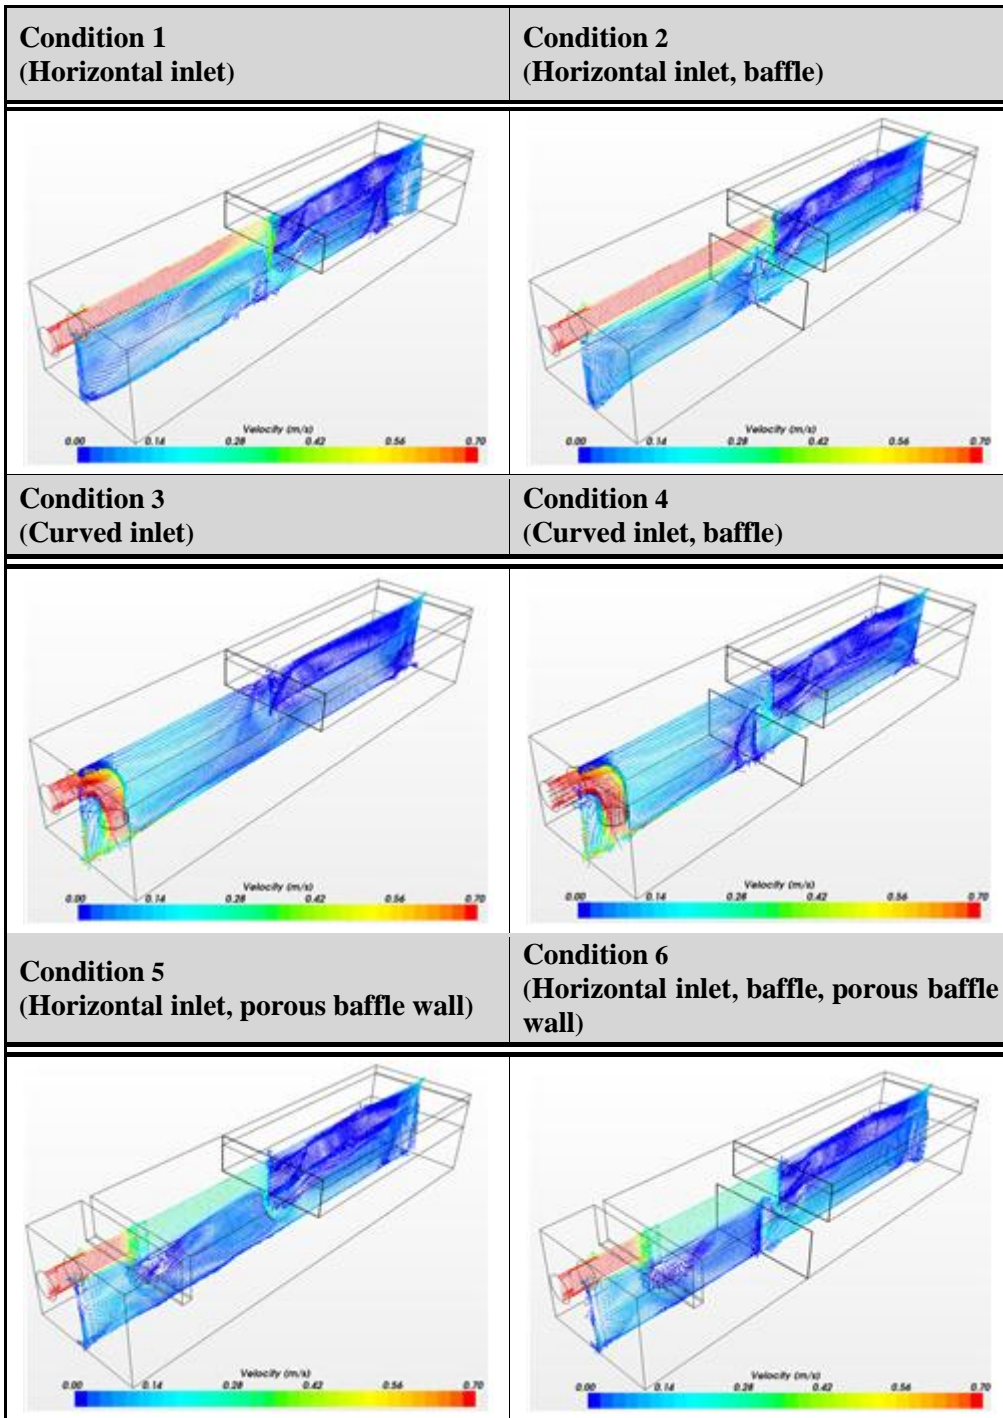 Condition 1
(Horizontal inlet)
Condition 2
(Horizontal inlet, baffle)
Velocity (m/s)
0.00 0.14 0.28 0.42 0.56 0.70
Velocity (m/s)
0.00 0.14 0.28 0.42 0.56 0.70
Condition 3
(Curved inlet)
Condition 4
(Curved inlet, baffle)
Velocity (m/s)
0.00 0.14 0.28 0.42 0.56 0.70
Velocity (m/s)
0.00 0.14 0.28 0.42 0.56 0.70
Condition 5
(Horizontal inlet, porous baffle wall)
Condition 6
(Horizontal inlet, baffle, porous baffle
wall)
Velocity (m/s)
0.00 0.14 0.28 0.42 0.56 0.70
Velocity (m/s)
0.00 0.14 0.28 0.42 0.56 0.70